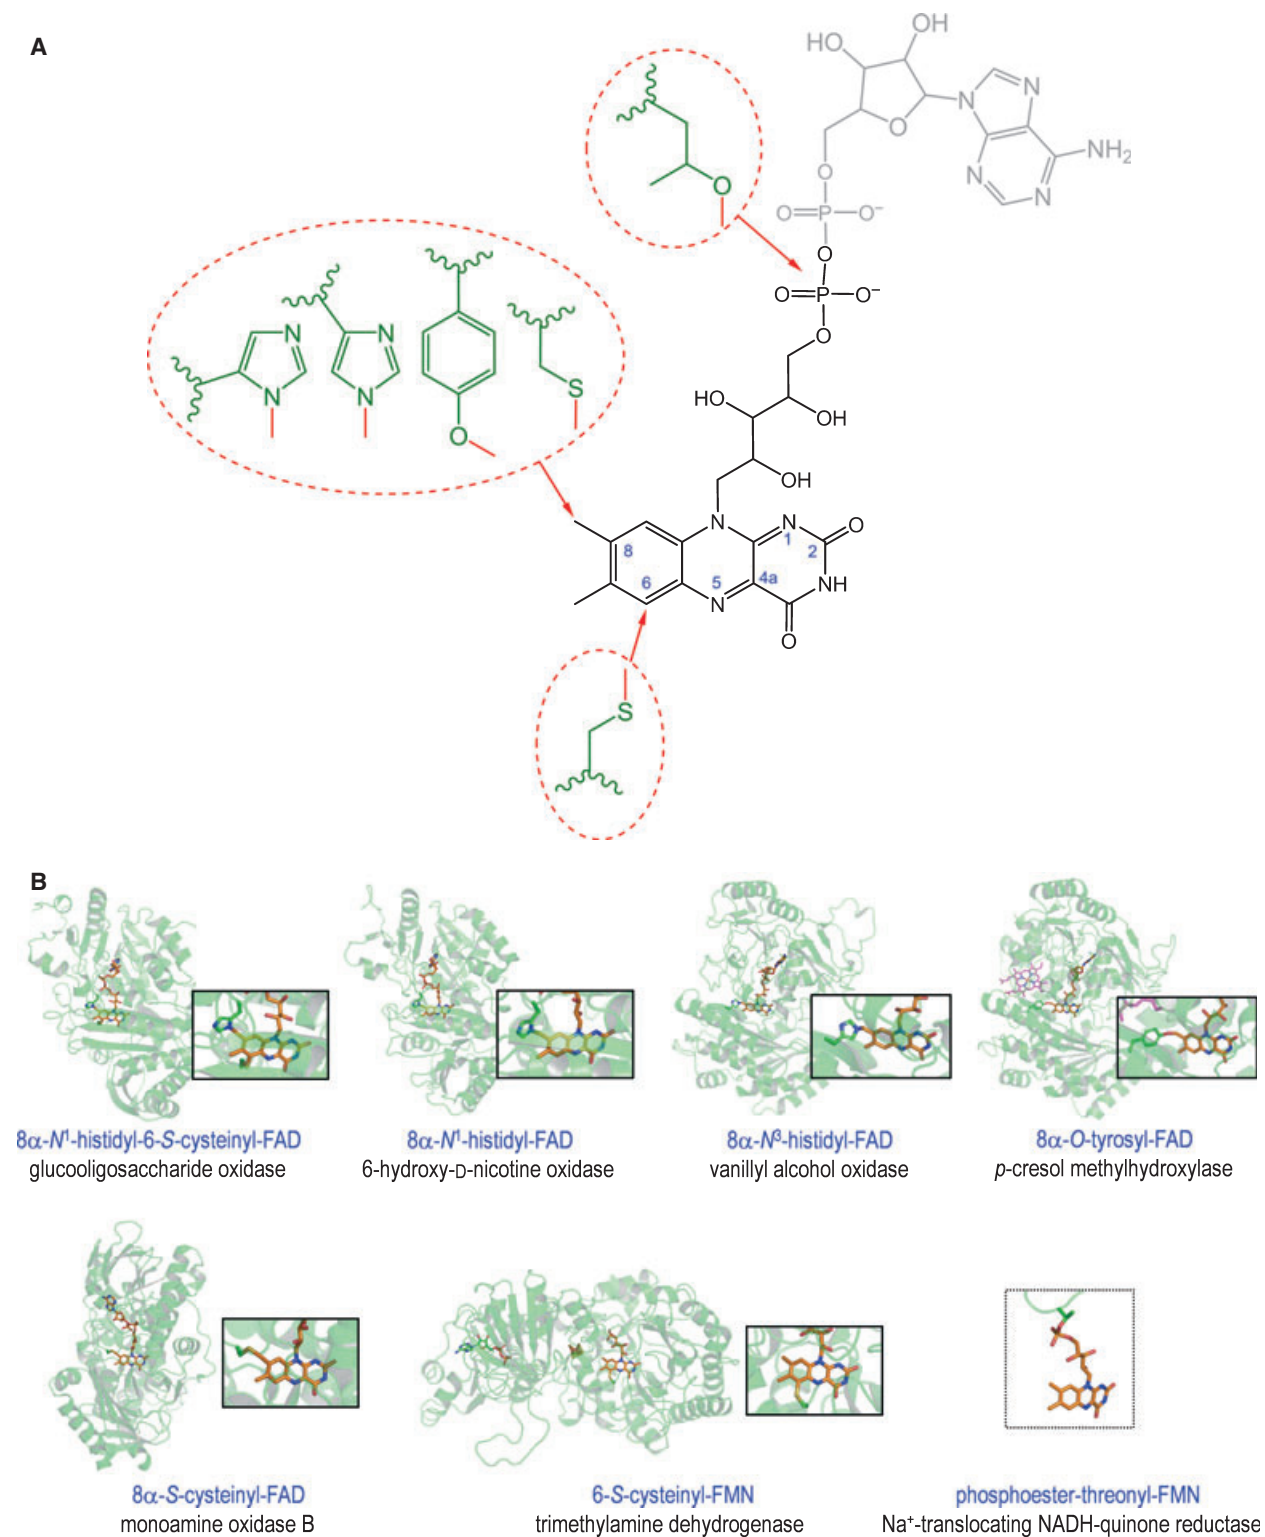 A
OH
HO
N
N
O
NH2
O
N
N
O=P-O⁻
O
O
O=P-O⁻
O
HO
OH
OH
N
N
N
N
O
S
N
N
O
8
1
2
6
5
4a
NH
N
O
S
B
8α-N¹-histidyl-6-S-cysteinyl-FAD
glucooligosaccharide oxidase
8α-N¹-histidyl-FAD
6-hydroxy-D-nicotine oxidase
8α-N³-histidyl-FAD
vanillyl alcohol oxidase
8α-O-tyrosyl-FAD
p-cresol methylhydroxylase
8α-S-cysteinyl-FAD
monoamine oxidase B
6-S-cysteinyl-FMN
trimethylamine dehydrogenase
phosphoester-threonyl-FMN
Na⁺-translocating NADH-quinone reductase